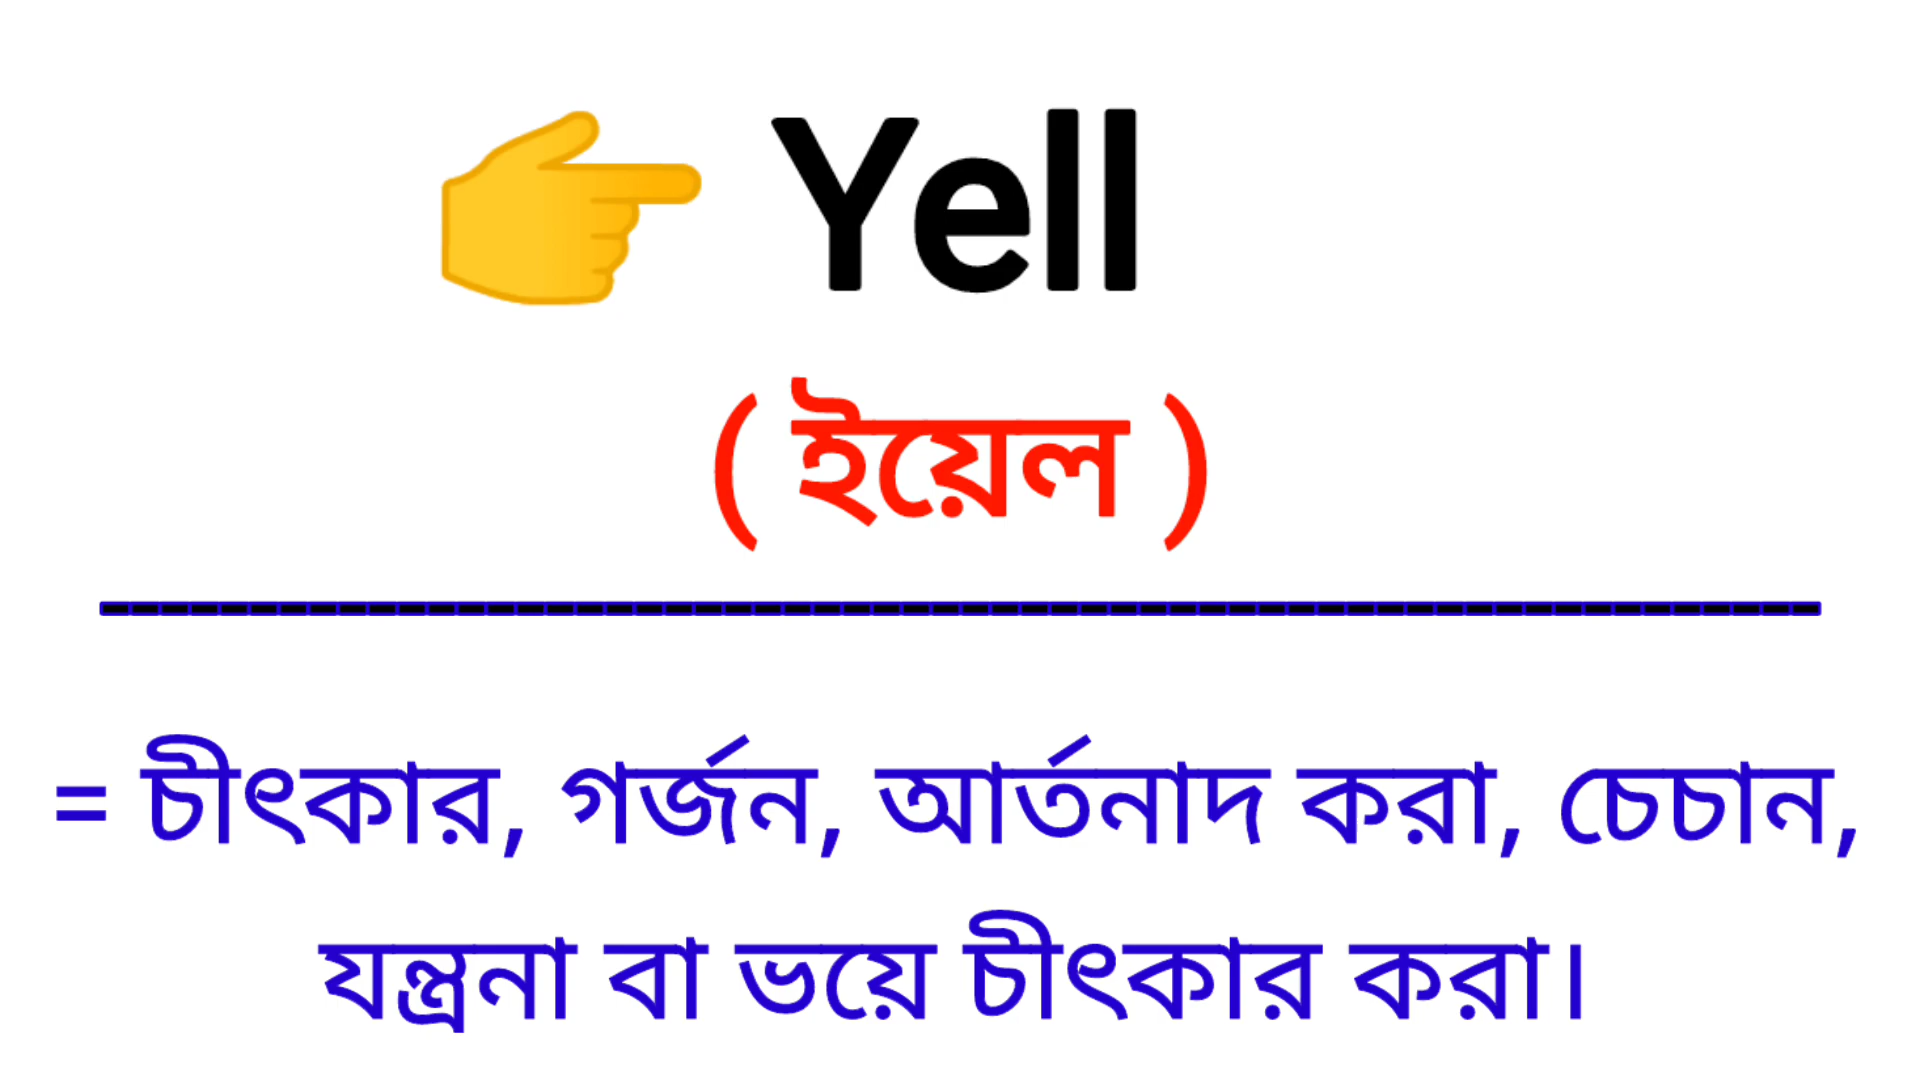 👉 Yell
( ইয়েল )
----------------------------------------------------------
= চীৎকার, গর্জন, আর্তনাদ করা, চেচান,
যন্ত্রনা বা ভয়ে চীৎকার করা।